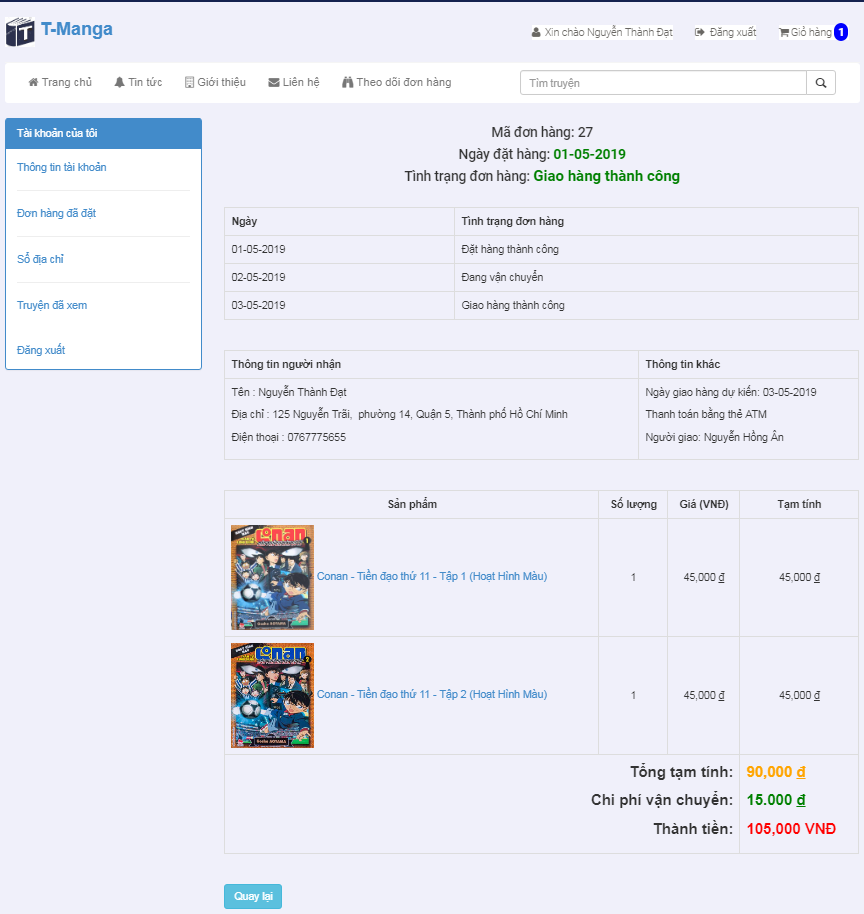 T-Manga
Xin chào Nguyễn Thành Đạt
Đăng xuất
Giỏ hàng 1
Trang chủ
Tin tức
Giới thiệu
Liên hệ
Theo dõi đơn hàng
Tìm truyện
Tài khoản của tôi
Thông tin tài khoản
Đơn hàng đã đặt
Sổ địa chỉ
Truyện đã xem
Đăng xuất
Mã đơn hàng: 27
Ngày đặt hàng: 01-05-2019
Tình trạng đơn hàng: Giao hàng thành công
Ngày Tình trạng đơn hàng
01-05-2019 Đặt hàng thành công
02-05-2019 Đang vận chuyển
03-05-2019 Giao hàng thành công
Thông tin người nhận Thông tin khác
Tên : Nguyễn Thành Đạt
Địa chỉ : 125 Nguyễn Trãi, phường 14, Quận 5, Thành phố Hồ Chí Minh
Điện thoại : 0767775655
Ngày giao hàng dự kiến: 03-05-2019
Thanh toán bằng thẻ ATM
Người giao: Nguyễn Hồng Ân
Sản phẩm Số lượng Giá (VNĐ) Tạm tính
Conan
Conan - Tiền đạo thứ 11 - Tập 1 (Hoạt Hình Màu) 1 45,000 đ 45,000 đ
Conan
Conan - Tiền đạo thứ 11 - Tập 2 (Hoạt Hình Màu) 1 45,000 đ 45,000 đ
Tổng tạm tính: 90,000 đ
Chi phí vận chuyển: 15.000 đ
Thành tiền: 105,000 VNĐ
Quay lại